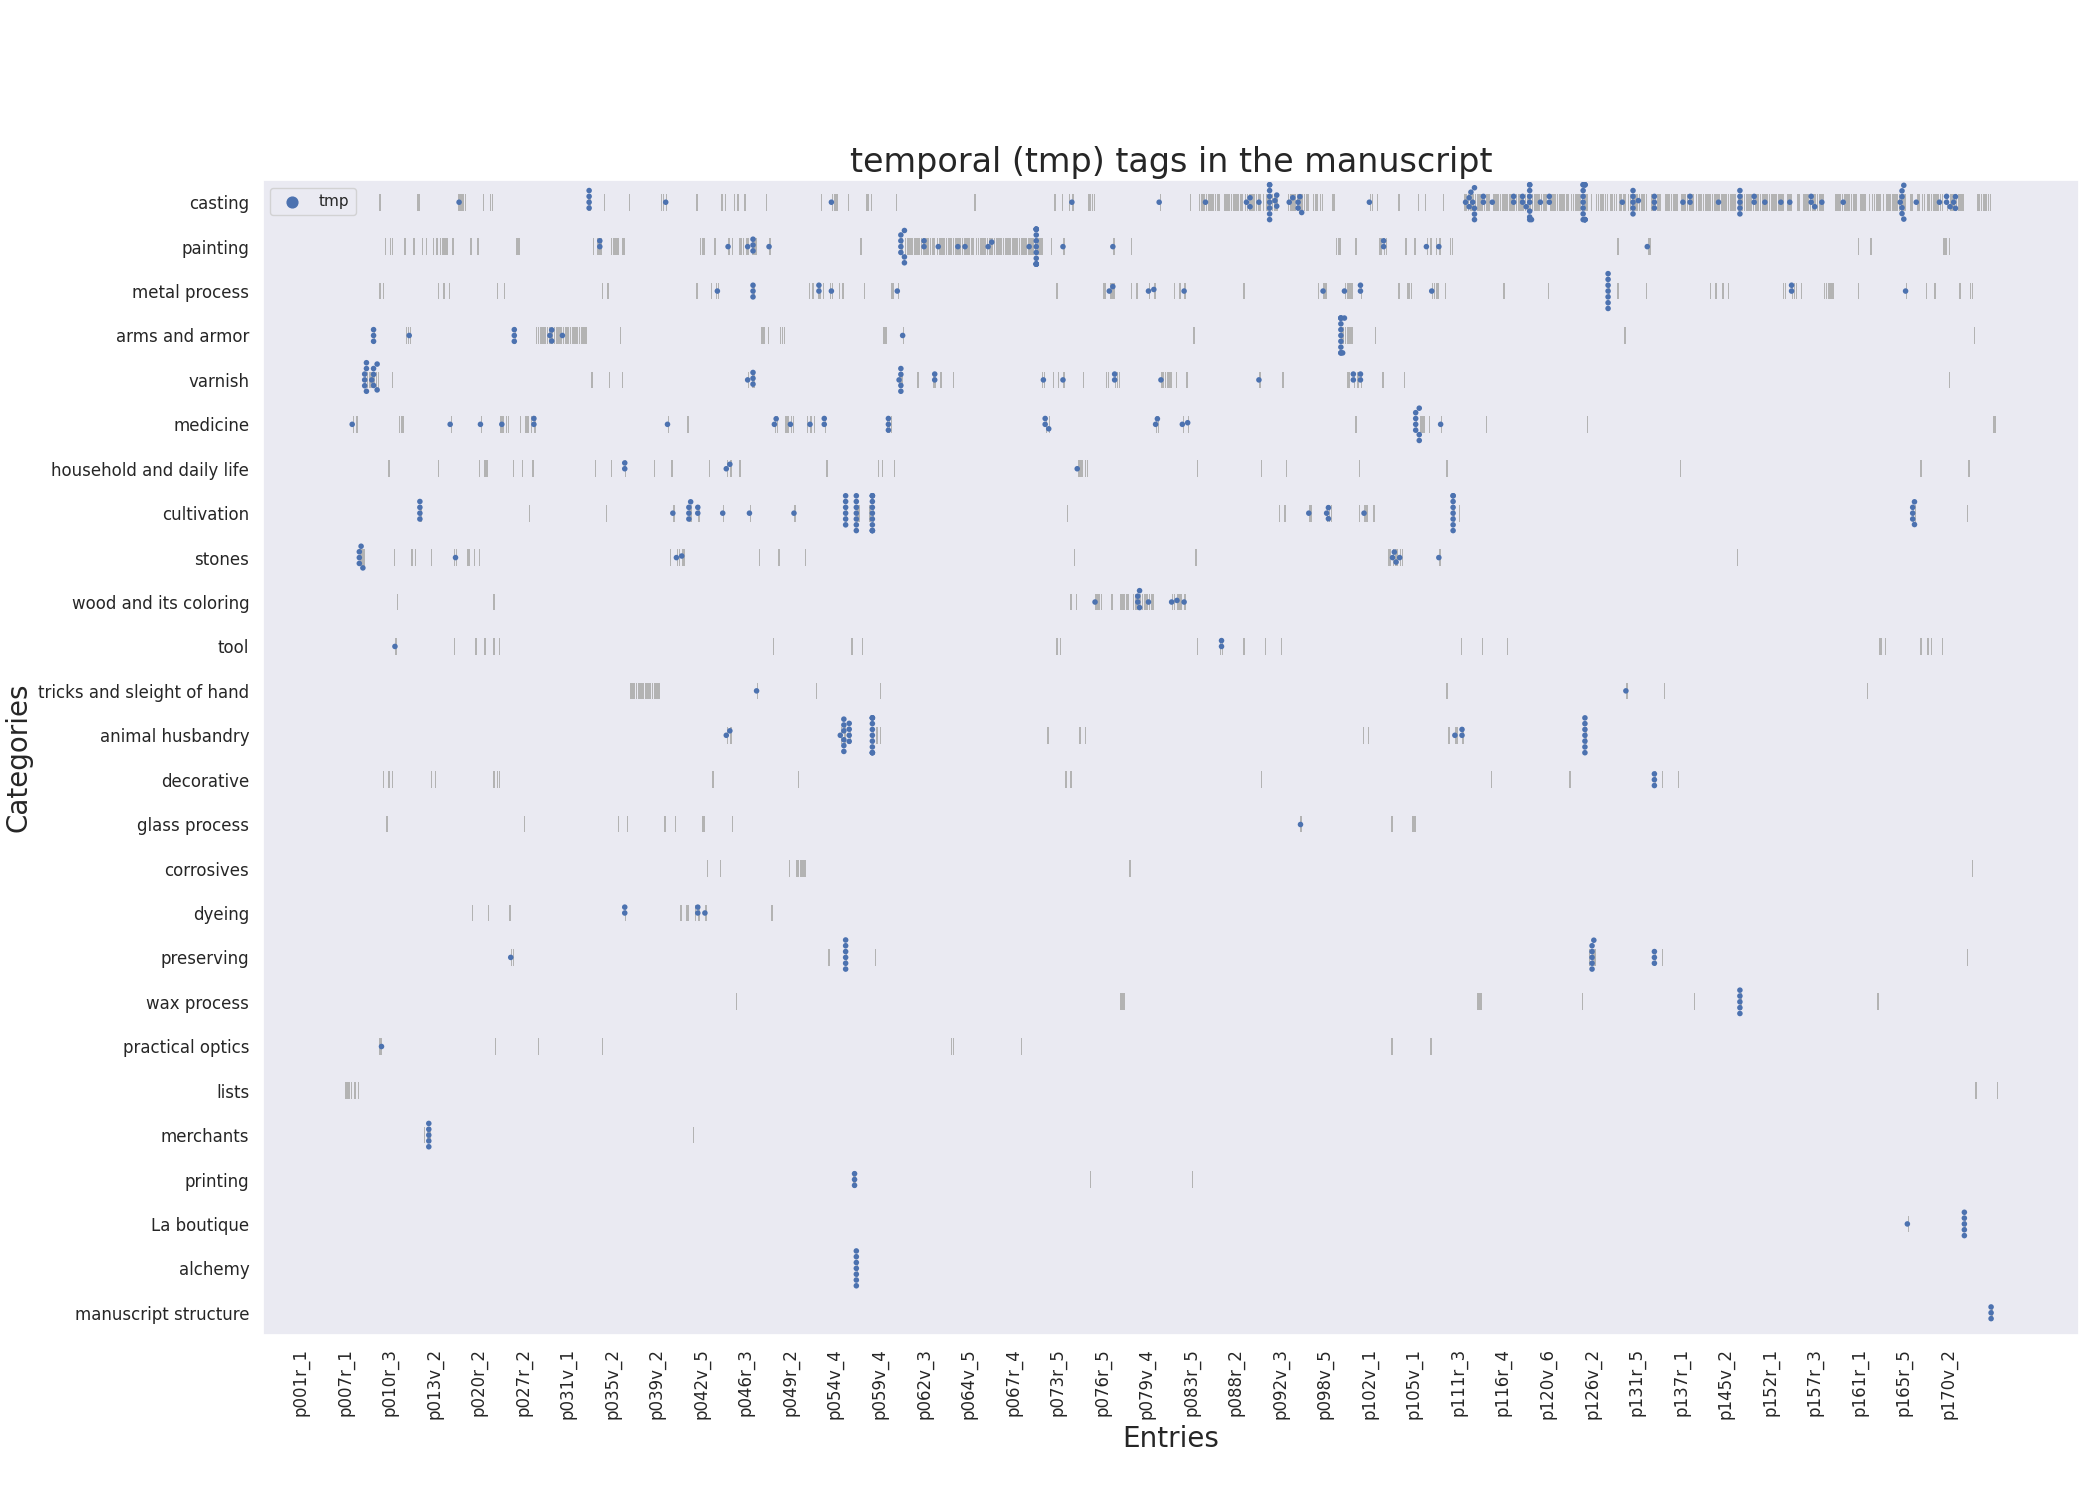 temporal (tmp) tags in the manuscript
tmp
Categories
casting
painting
metal process
arms and armor
varnish
medicine
household and daily life
cultivation
stones
wood and its coloring
tool
tricks and sleight of hand
animal husbandry
decorative
glass process
corrosives
dyeing
preserving
wax process
practical optics
lists
merchants
printing
La boutique
alchemy
manuscript structure
p001r_1
p007r_1
p010r_3
p013v_2
p020r_2
p027r_2
p031v_1
p035v_2
p039v_2
p042v_5
p046r_3
p049r_2
p054v_4
p059v_4
p062v_3
p064v_5
p067r_4
p073r_5
p076r_5
p079v_4
p083r_5
p088r_2
p092v_3
p098v_5
p102v_1
p105v_1
p111r_3
p116r_4
p120v_6
p126v_2
p131r_5
p137r_1
p145v_2
p152r_1
p157r_3
p161r_1
p165r_5
p170v_2
Entries